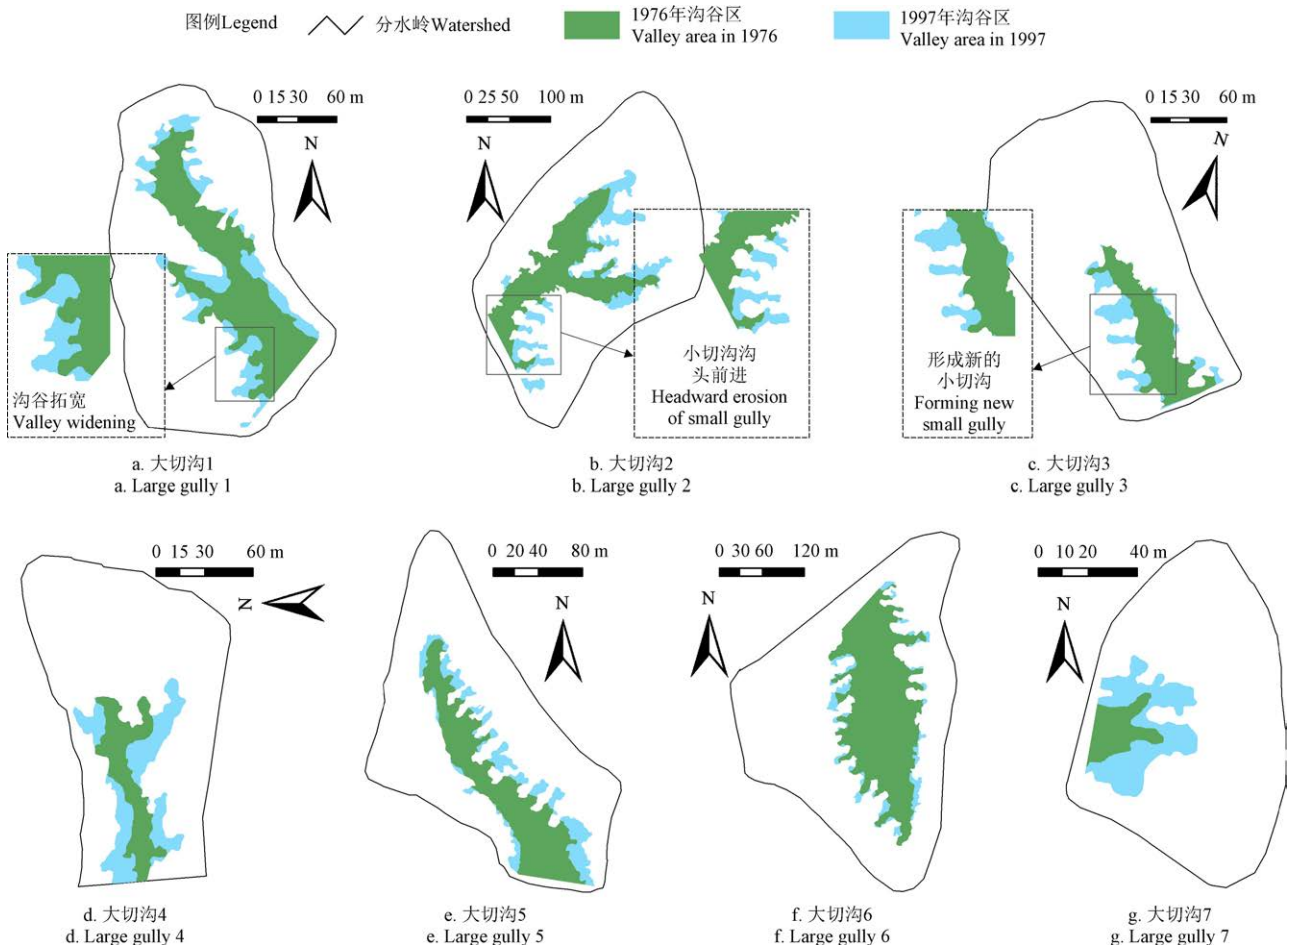 图例Legend
分水岭Watershed
1976年沟谷区
Valley area in 1976
1997年沟谷区
Valley area in 1997
0 15 30 60 m
N
沟谷拓宽
Valley widening
a. 大切沟1
a. Large gully 1
0 25 50 100 m
N
小切沟沟
头前进
Headward erosion
of small gully
b. 大切沟2
b. Large gully 2
0 15 30 60 m
N
形成新的
小切沟
Forming new
small gully
c. 大切沟3
c. Large gully 3
0 15 30 60 m
N
d. 大切沟4
d. Large gully 4
0 20 40 80 m
N
e. 大切沟5
e. Large gully 5
0 30 60 120 m
N
f. 大切沟6
f. Large gully 6
0 10 20 40 m
N
g. 大切沟7
g. Large gully 7